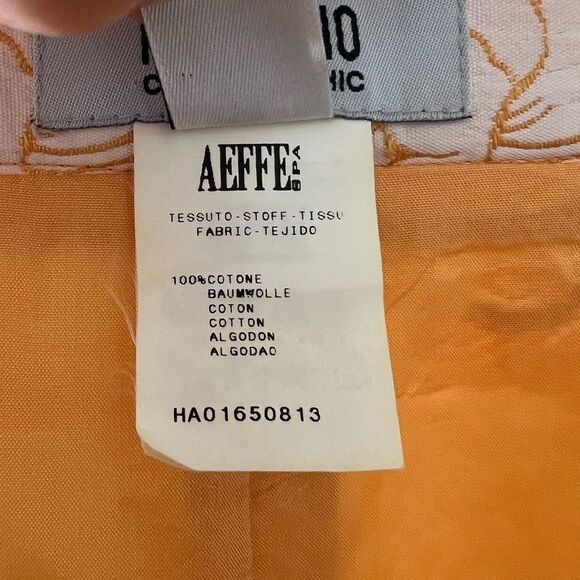 AEFFE SPA
TESSUTO-STOFF-TISSU
FABRIC-TEJIDO
100% COTONE
BAUMWOLLE
COTON
COTTON
ALGODON
ALGODAO
HA01650813